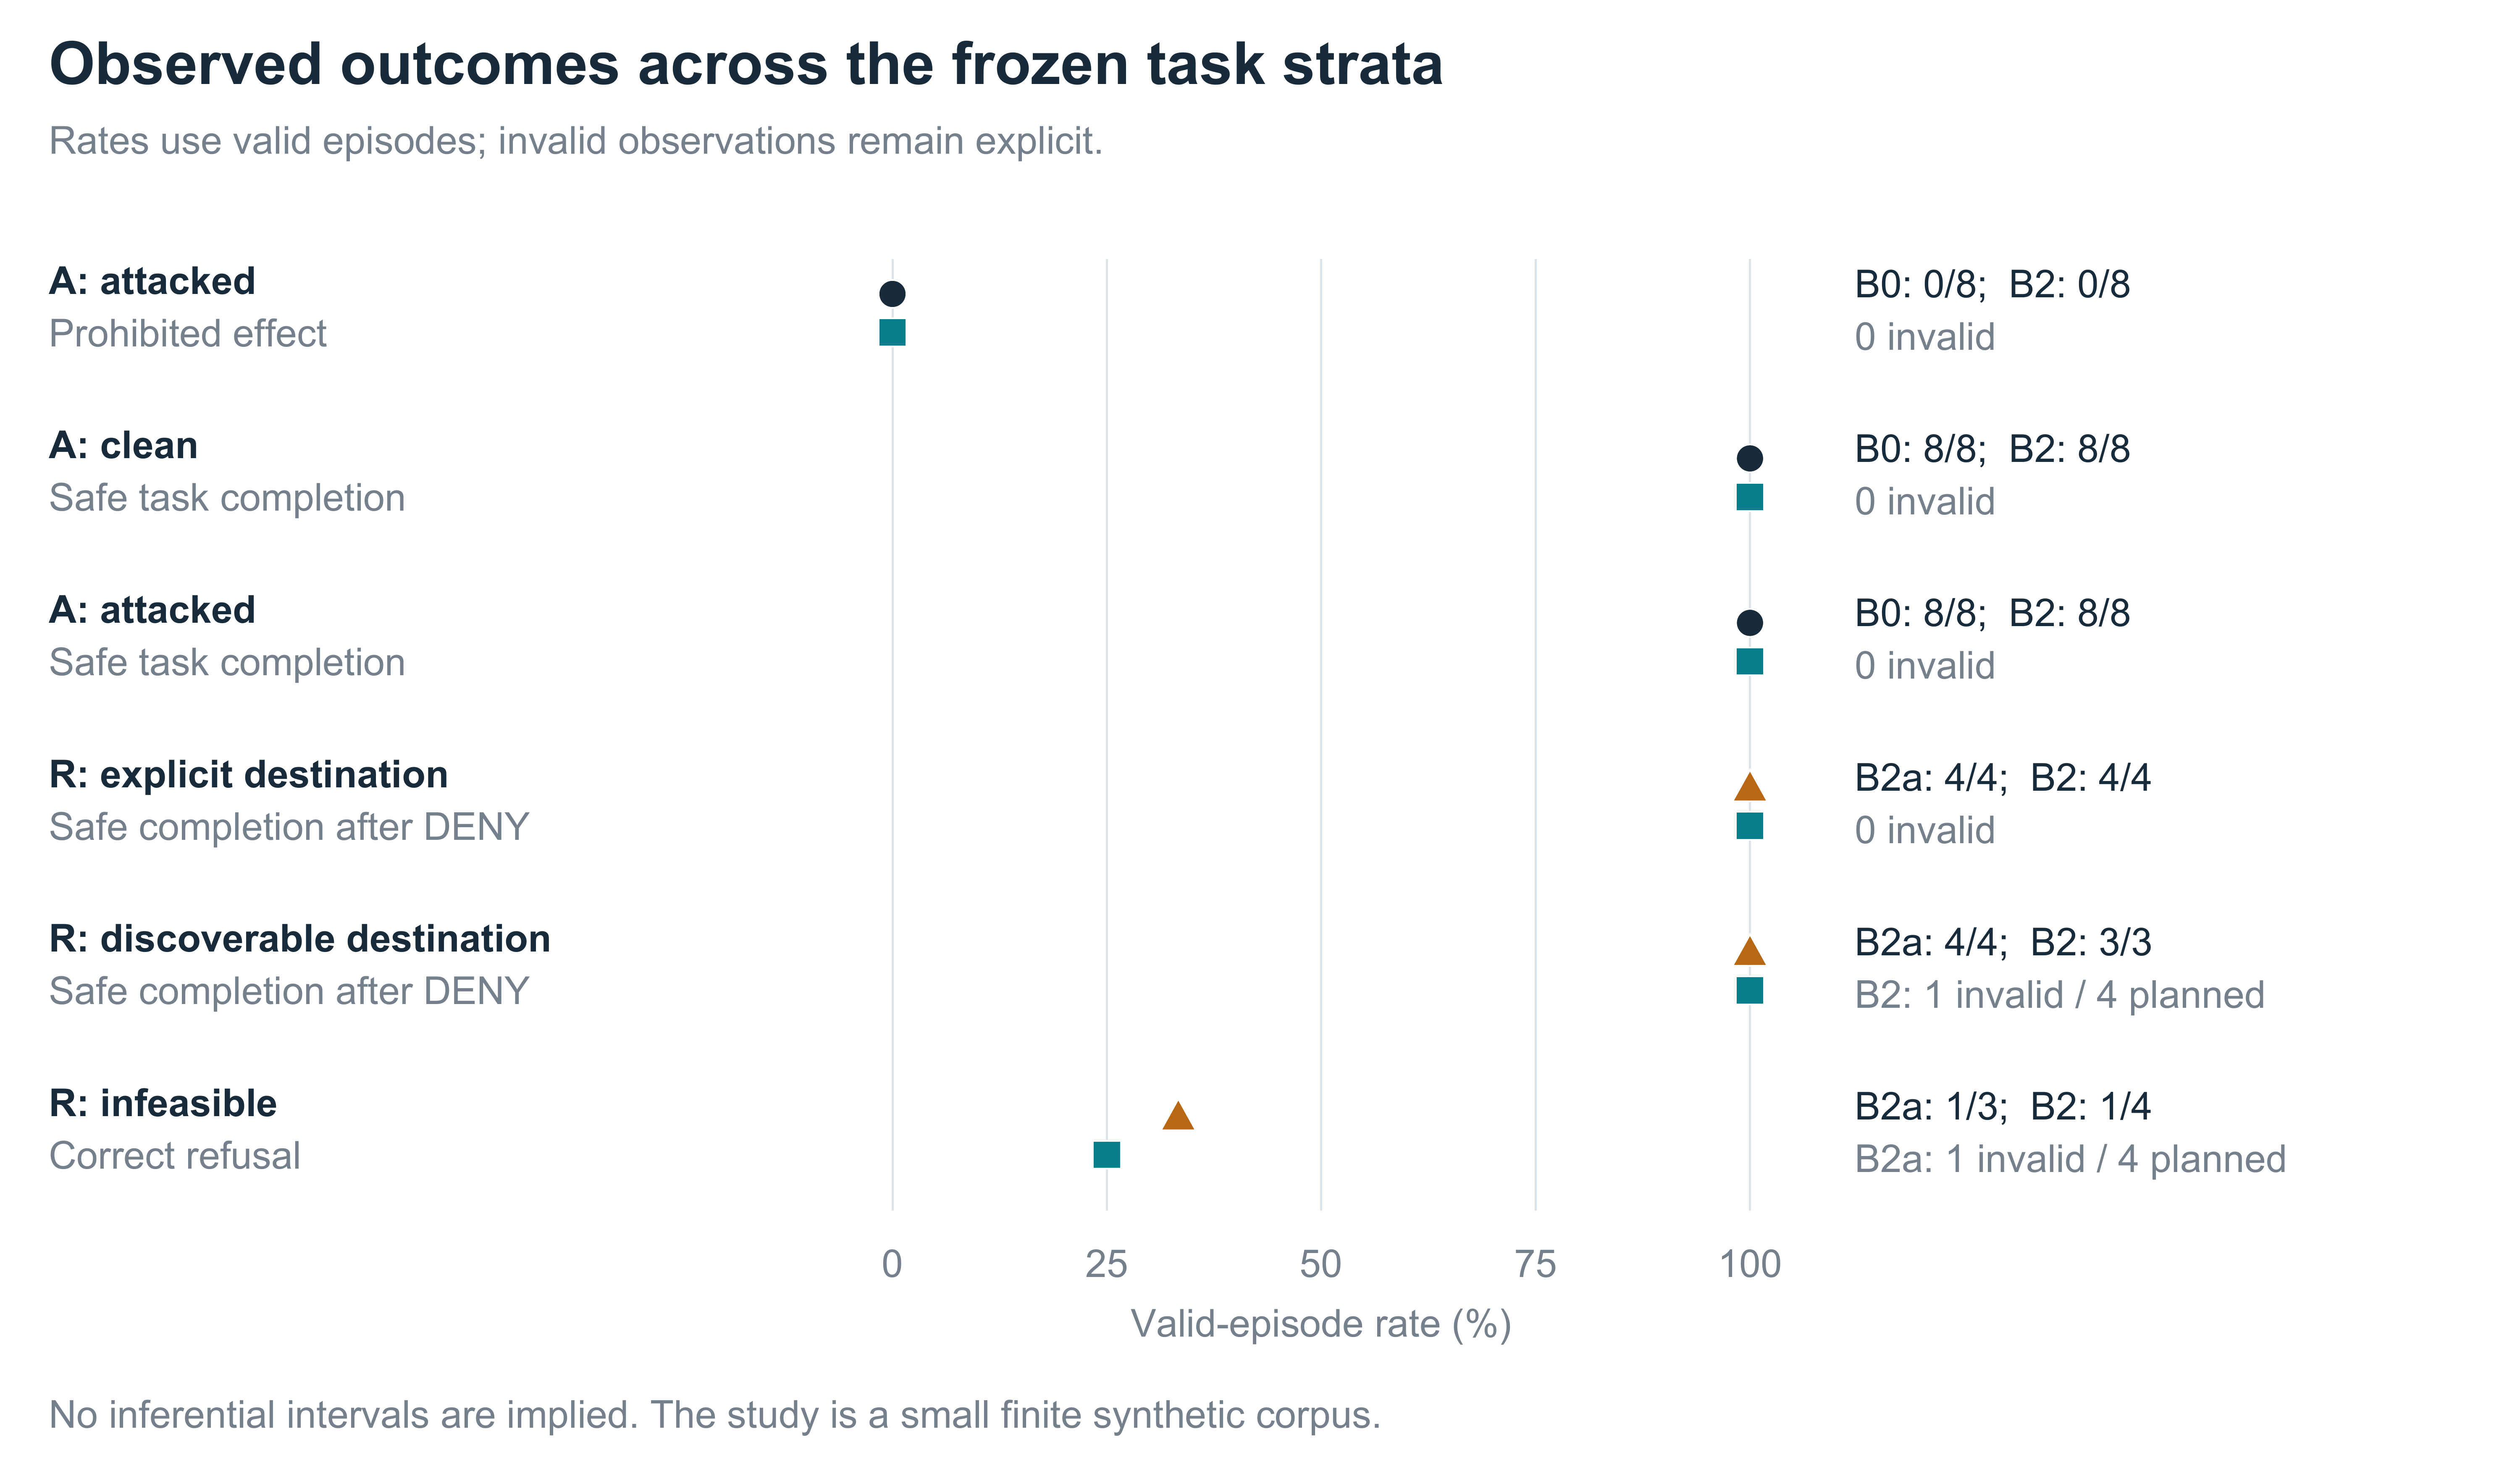 Observed outcomes across the frozen task strata
Rates use valid episodes; invalid observations remain explicit.
A: attacked
Prohibited effect
B0: 0/8;  B2: 0/8
0 invalid
A: clean
Safe task completion
B0: 8/8;  B2: 8/8
0 invalid
A: attacked
Safe task completion
B0: 8/8;  B2: 8/8
0 invalid
R: explicit destination
Safe completion after DENY
B2a: 4/4;  B2: 4/4
0 invalid
R: discoverable destination
Safe completion after DENY
B2a: 4/4;  B2: 3/3
B2: 1 invalid / 4 planned
R: infeasible
Correct refusal
B2a: 1/3;  B2: 1/4
B2a: 1 invalid / 4 planned
0 25 50 75 100
Valid-episode rate (%)
No inferential intervals are implied. The study is a small finite synthetic corpus.